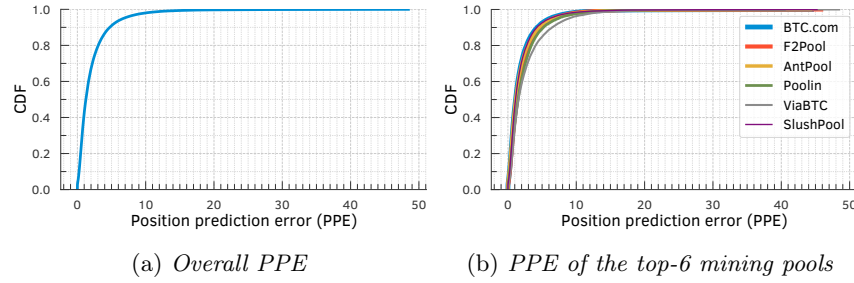 1.0
0.8
0.6
0.4
0.2
0.0
CDF
0 10 20 30 40 50
Position prediction error (PPE)
(a) Overall PPE
1.0
0.8
0.6
0.4
0.2
0.0
CDF
BTC.com
F2Pool
AntPool
Poolin
ViaBTC
SlushPool
0 10 20 30 40 50
Position prediction error (PPE)
(b) PPE of the top-6 mining pools